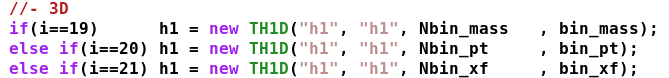 //- 3D
if(i==19)      h1 = new TH1D("h1", "h1", Nbin_mass   , bin_mass);
else if(i==20) h1 = new TH1D("h1", "h1", Nbin_pt     , bin_pt);
else if(i==21) h1 = new TH1D("h1", "h1", Nbin_xf     , bin_xf);